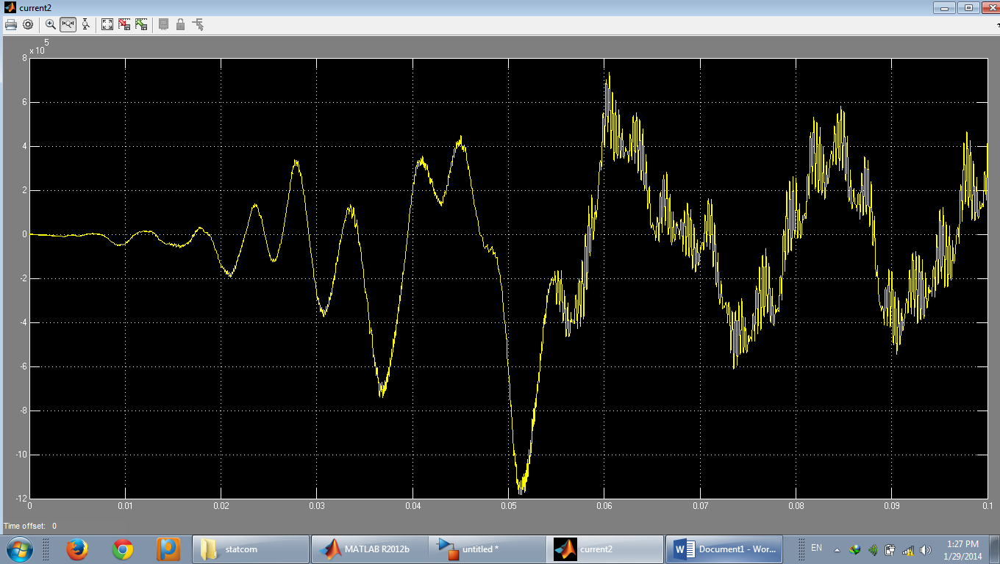 current2
x 10
5
8
6
4
2
0
-2
-4
-6
-8
-10
-12
0 0.01 0.02 0.03 0.04 0.05 0.06 0.07 0.08 0.09 0.1
Time offset: 0
statcom MATLAB R2012b untitled * current2 Document1 - Wor... EN 1:27 PM
1/29/2014